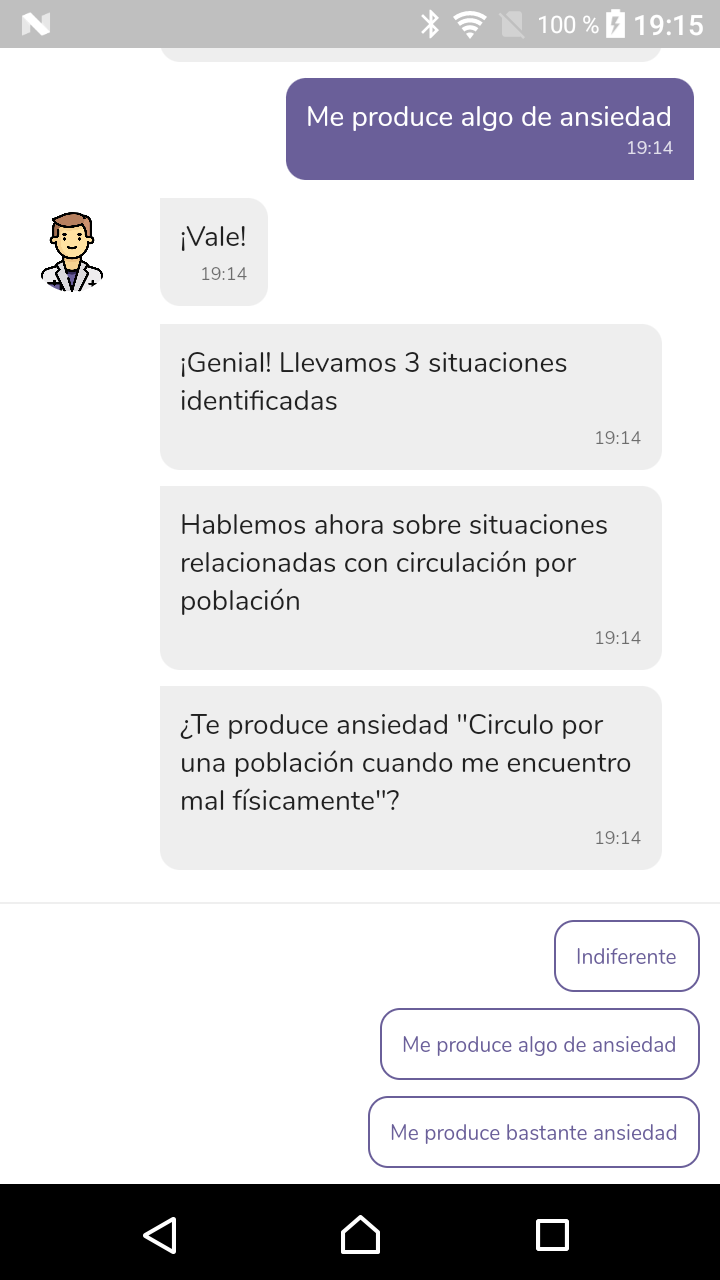 100 % 19:15
Me produce algo de ansiedad
19:14
¡Vale!
19:14
¡Genial! Llevamos 3 situaciones
identificadas
19:14
Hablemos ahora sobre situaciones
relacionadas con circulación por
población
19:14
¿Te produce ansiedad "Circulo por
una población cuando me encuentro
mal físicamente"?
19:14
Indiferente
Me produce algo de ansiedad
Me produce bastante ansiedad